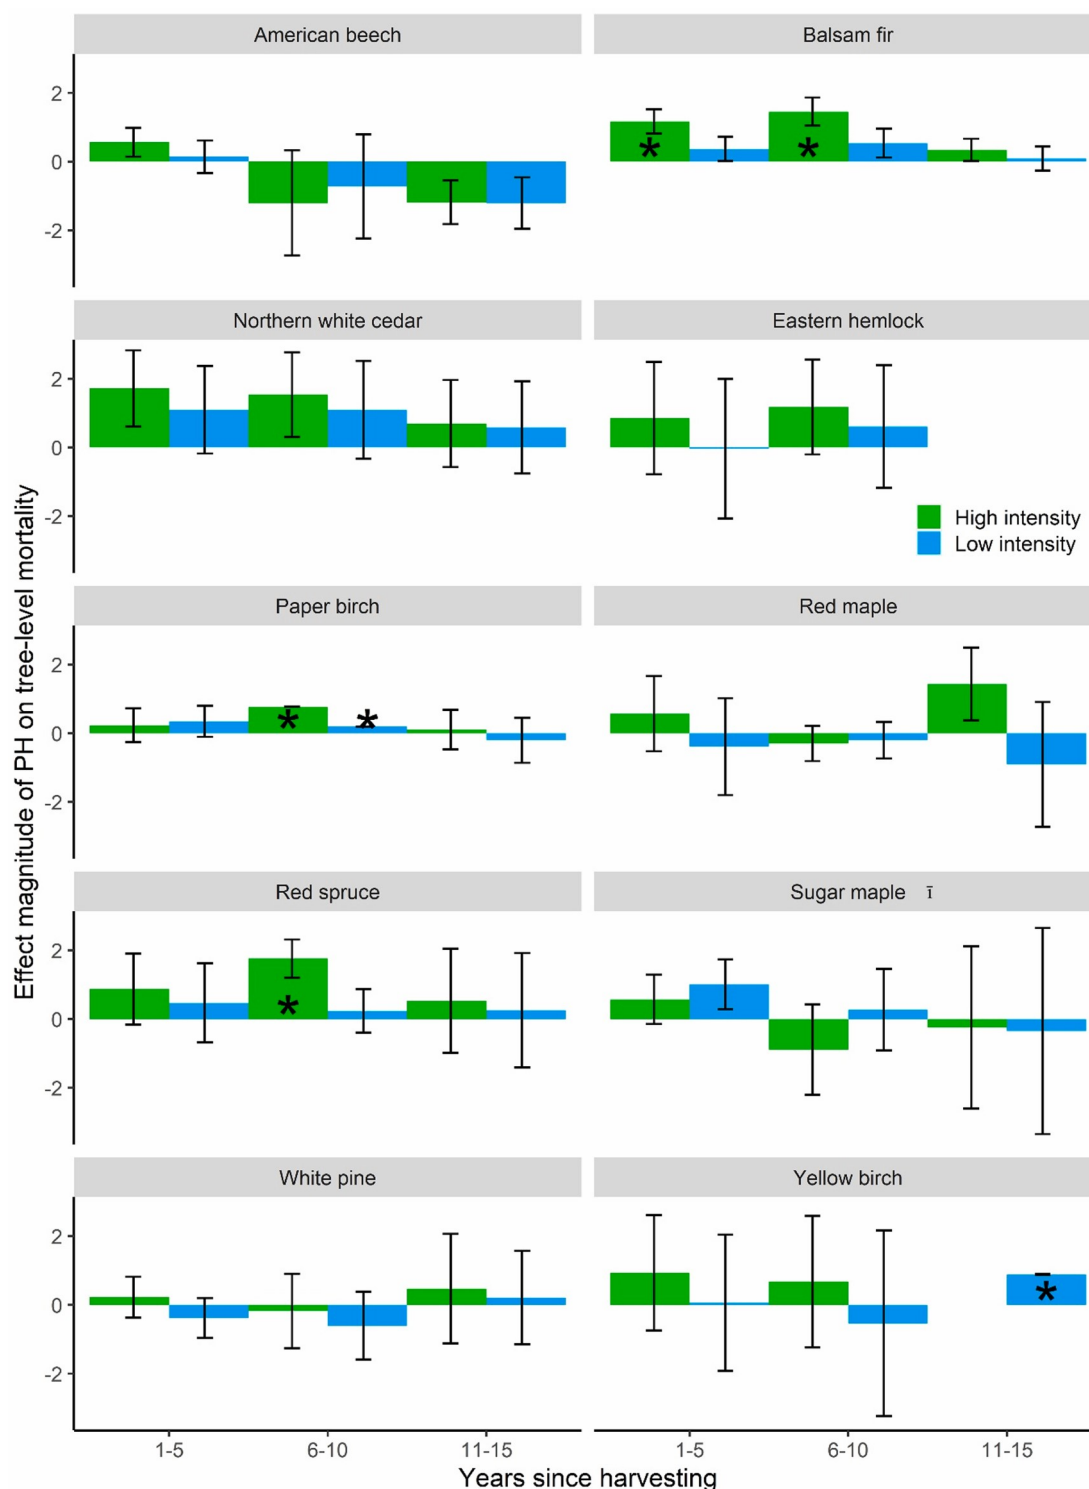 American beech
Balsam fir
2
0
-2
Northern white cedar
Eastern hemlock
2
0
-2
High intensity
Low intensity
Paper birch
Red maple
2
0
-2
Red spruce
Sugar maple ī
2
0
-2
White pine
Yellow birch
2
0
-2
1-5 6-10 11-15
1-5 6-10 11-15
Effect magnitude of PH on tree-level mortality
Years since harvesting
* * * * * *